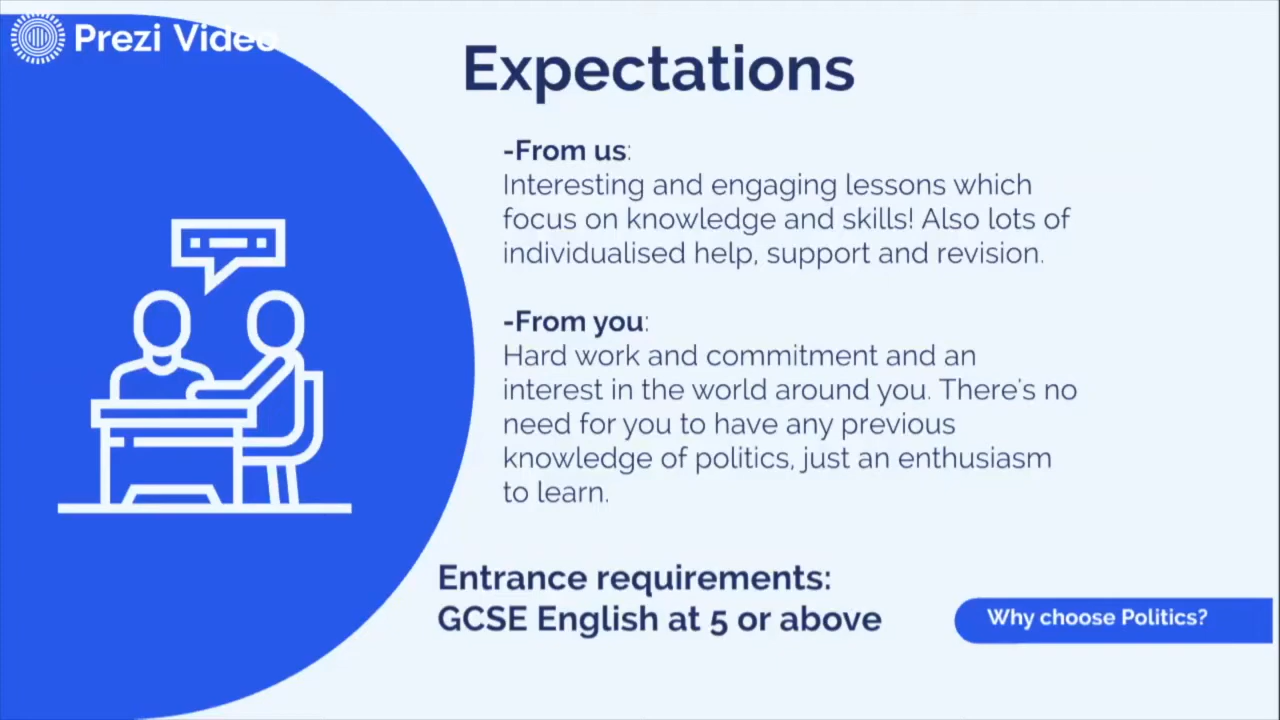 Prezi Video
Expectations
-From us:
Interesting and engaging lessons which
focus on knowledge and skills! Also lots of
individualised help, support and revision.
-From you:
Hard work and commitment and an
interest in the world around you. There's no
need for you to have any previous
knowledge of politics, just an enthusiasm
to learn.
Entrance requirements:
GCSE English at 5 or above
Why choose Politics?